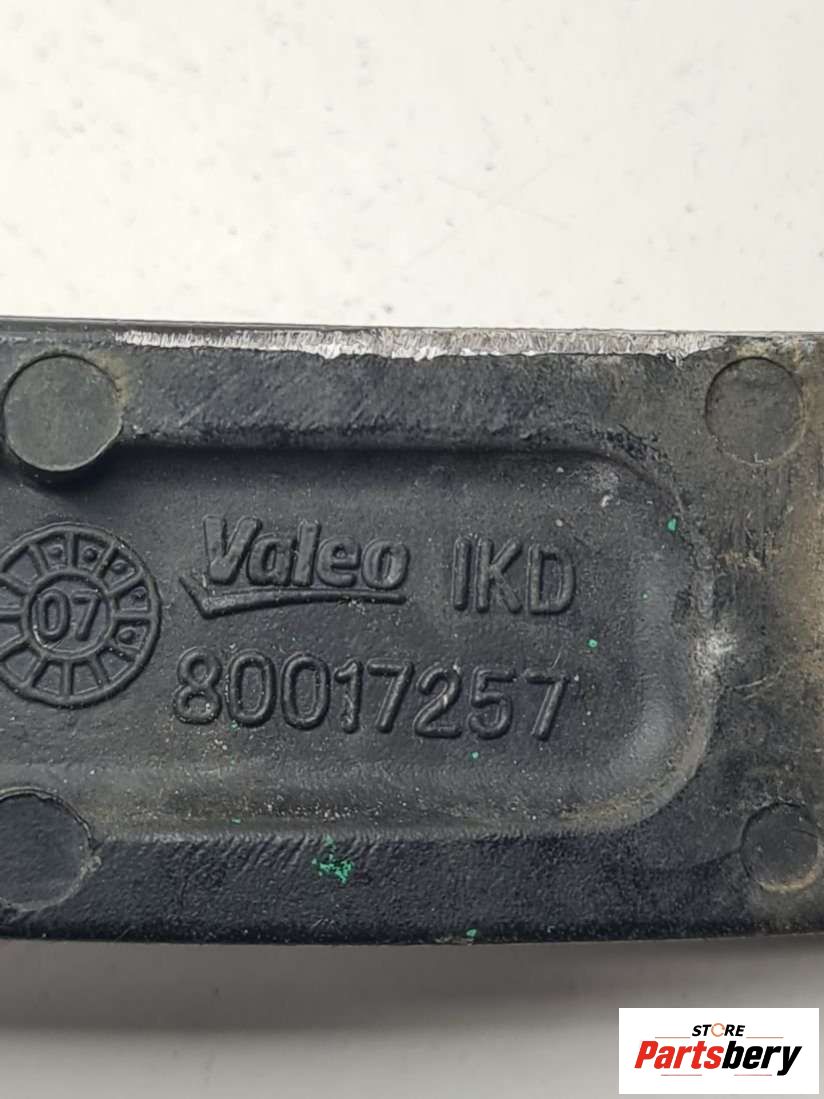 Valeo IKD
07
80017257
STORE
Partsbery